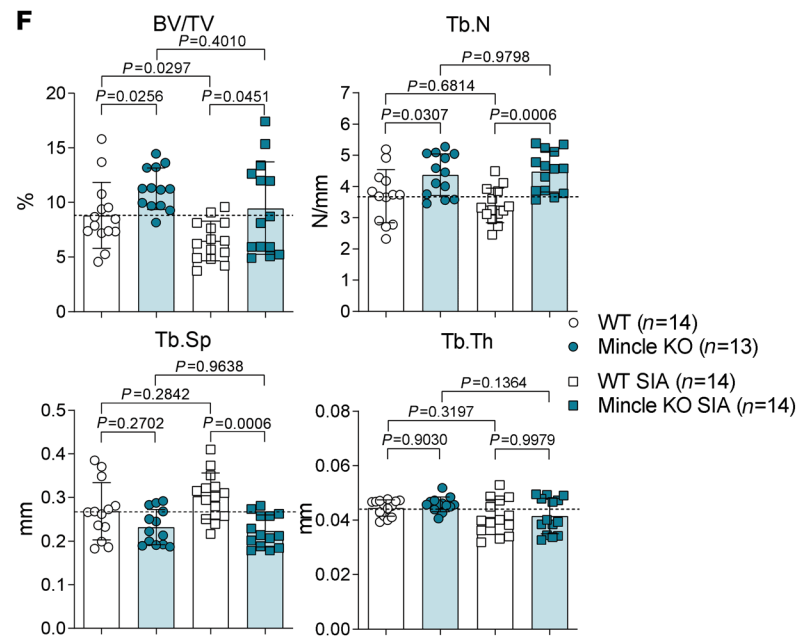 F
BV/TV
P=0.4010
P=0.0297
P=0.0256
P=0.0451
20
15
10
5
0
%
Tb.N
P=0.9798
P=0.6814
P=0.0307
P=0.0006
7
6
5
4
3
2
1
0
N/mm
WT (n=14)
Mincle KO (n=13)
WT SIA (n=14)
Mincle KO SIA (n=14)
Tb.Sp
P=0.9638
P=0.2842
P=0.2702
P=0.0006
0.5
0.4
0.3
0.2
0.1
0.0
mm
Tb.Th
P=0.1364
P=0.3197
P=0.9030
P=0.9979
0.08
0.06
0.04
0.02
0.00
mm